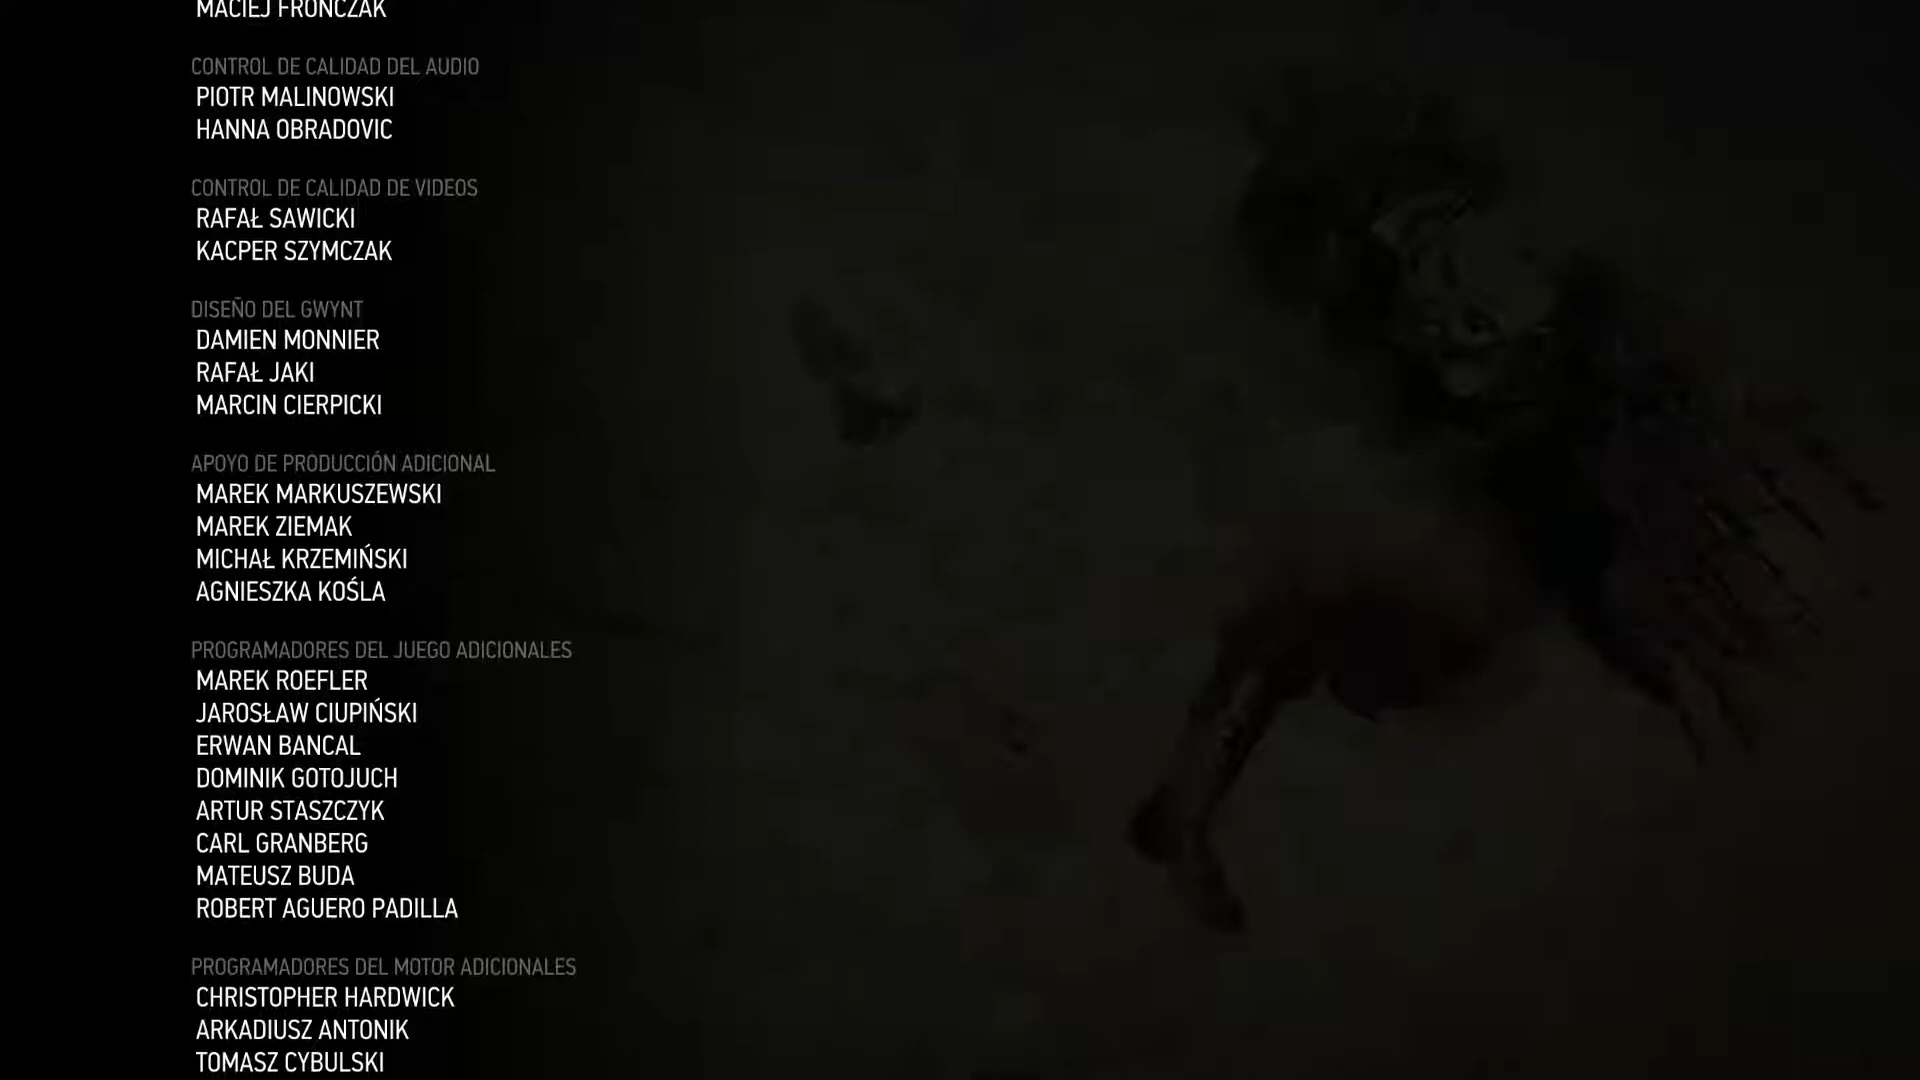 MACIEJ FRONCZAK
CONTROL DE CALIDAD DEL AUDIO
PIOTR MALINOWSKI
HANNA OBRADOVIC
CONTROL DE CALIDAD DE VIDEOS
RAFAŁ SAWICKI
KACPER SZYMCZAK
DISEÑO DEL GWYNT
DAMIEN MONNIER
RAFAŁ JAKI
MARCIN CIERPICKI
APOYO DE PRODUCCIÓN ADICIONAL
MAREK MARKUSZEWSKI
MAREK ZIEMAK
MICHAŁ KRZEMIŃSKI
AGNIESZKA KOŚLA
PROGRAMADORES DEL JUEGO ADICIONALES
MAREK ROEFLER
JAROSŁAW CIUPIŃSKI
ERWAN BANCAL
DOMINIK GOTOJUCH
ARTUR STASZCZYK
CARL GRANBERG
MATEUSZ BUDA
ROBERT AGUERO PADILLA
PROGRAMADORES DEL MOTOR ADICIONALES
CHRISTOPHER HARDWICK
ARKADIUSZ ANTONIK
TOMASZ CYBULSKI